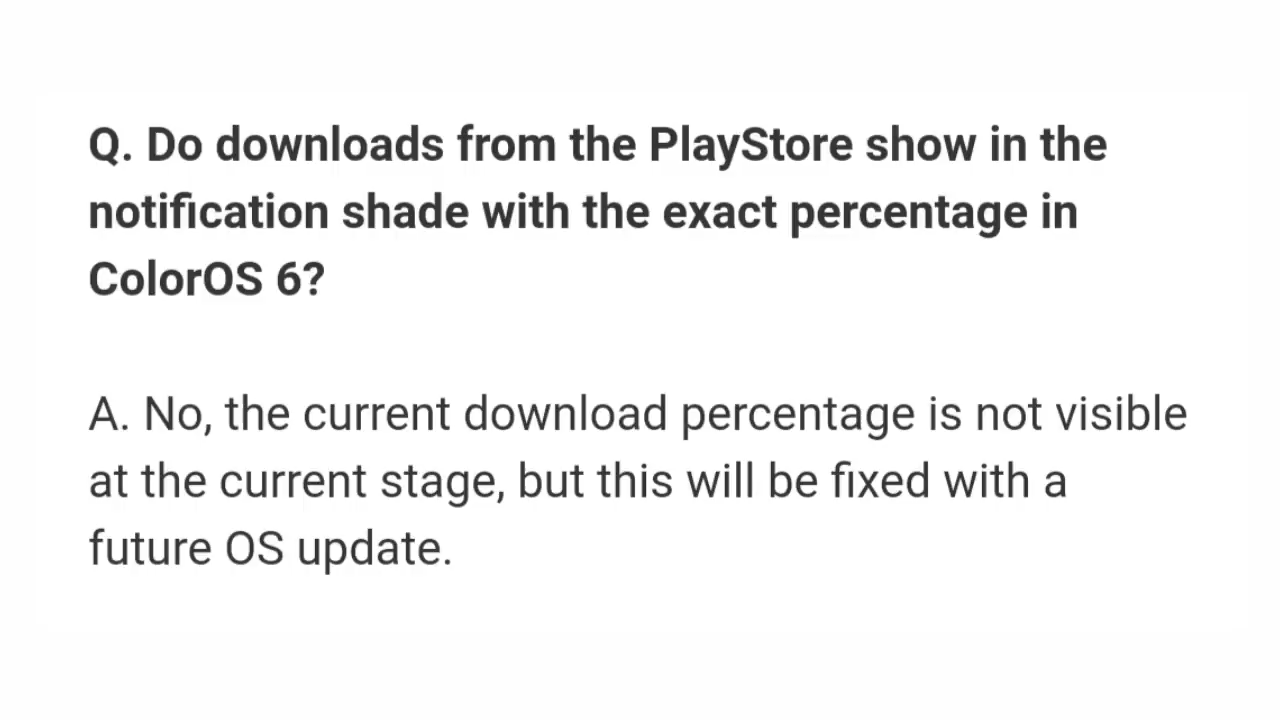 Q. Do downloads from the PlayStore show in the
notification shade with the exact percentage in
ColorOS 6?
A. No, the current download percentage is not visible
at the current stage, but this will be fixed with a
future OS update.